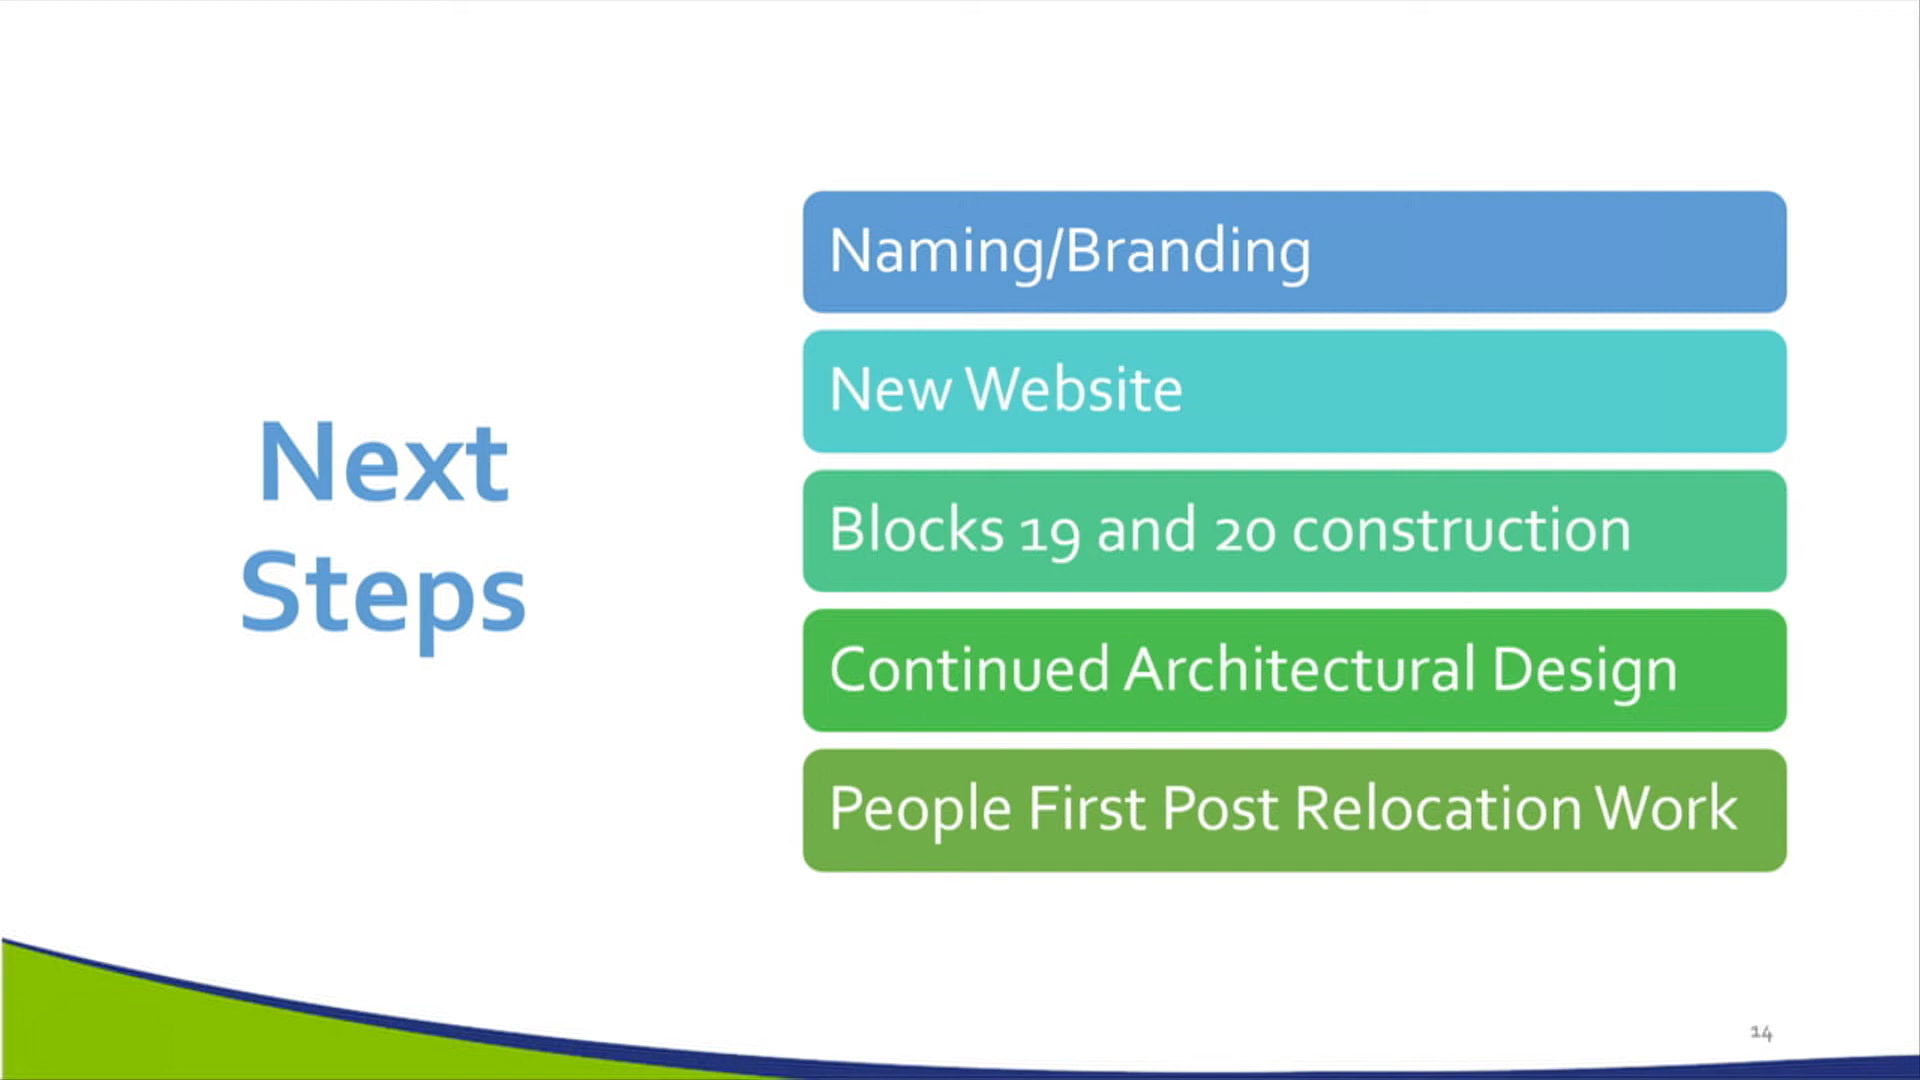 Next
Steps
Naming/Branding
New Website
Blocks 19 and 20 construction
Continued Architectural Design
People First Post Relocation Work
14